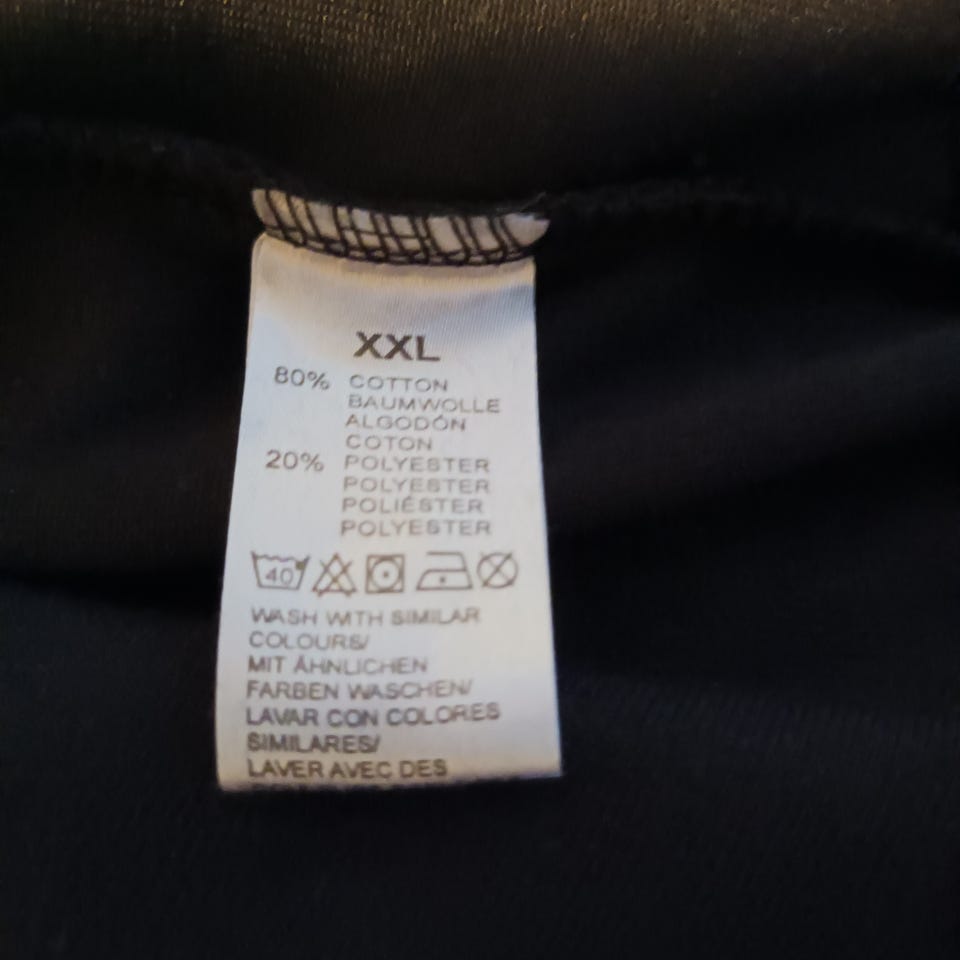 XXL
80% COTTON
BAUMWOLLE
ALGODÓN
COTON
20% POLYESTER
POLYESTER
POLIÉSTER
POLYESTER
40
WASH WITH SIMILAR
COLOURS/
MIT ÄHNLICHEN
FARBEN WASCHEN/
LAVAR CON COLORES
SIMILARES/
LAVER AVEC DES